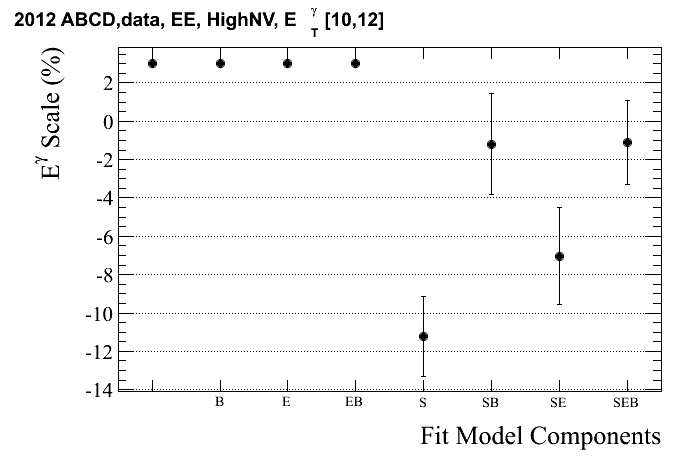 2012 ABCD,data, EE, HighNV, E γ T [10,12]
Eγ Scale (%)
2
0
-2
-4
-6
-8
-10
-12
-14
B E EB S SB SE SEB
Fit Model Components